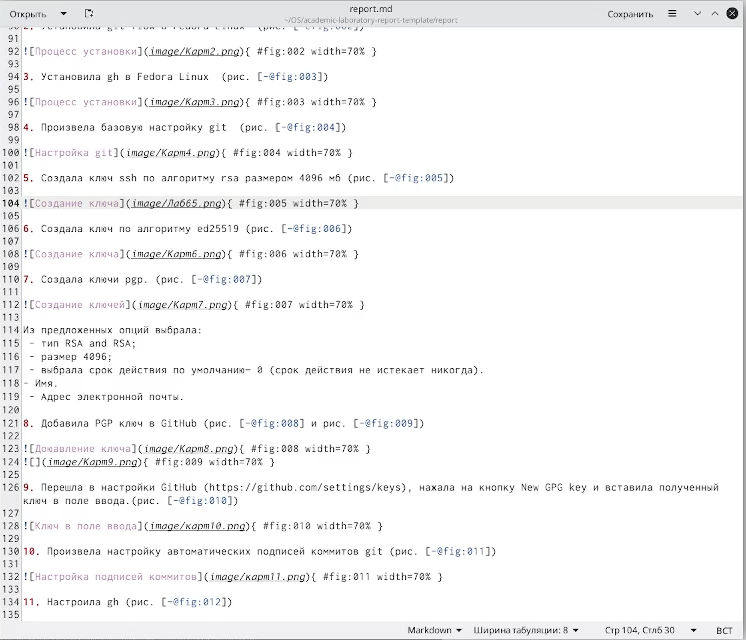 Открыть
report.md
~/OS/academic-laboratory-report-template/report
Сохранить
91
92 ![Процесс установки](image/Карт2.png){ #fig:002 width=70% }
93
94 3. Установила gh в Fedora Linux  (рис. [-@fig:003])
95
96 ![Процесс установки](image/Карт3.png){ #fig:003 width=70% }
97
98 4. Произвела базовую настройку git  (рис. [-@fig:004])
99
100 ![Настройка git](image/Карт4.png){ #fig:004 width=70% }
101
102 5. Создала ключ ssh по алгоритму rsa размером 4096 мб (рис. [-@fig:005])
103
104 ![Создание ключа](image/Лаб65.png){ #fig:005 width=70% }
105
106 6. Создала ключ по алгоритму ed25519 (рис. [-@fig:006])
107
108 ![Создание ключа](image/Карт6.png){ #fig:006 width=70% }
109
110 7. Создала ключи pgp. (рис. [-@fig:007])
111
112 ![Создание ключей](image/Карт7.png){ #fig:007 width=70% }
113
114 Из предложенных опций выбрала:
115 - тип RSA and RSA;
116 - размер 4096;
117 - выбрала срок действия по умолчанию— 0 (срок действия не истекает никогда).
118 - Имя.
119 - Адрес электронной почты.
120
121 8. Добавила PGP ключ в GitHub (рис. [-@fig:008] и рис. [-@fig:009])
122
123 ![Доюавление ключа](image/Карт8.png){ #fig:008 width=70% }
124 ![](image/Карт9.png){ #fig:009 width=70% }
125
126 9. Перешла в настройки GitHub (https://github.com/settings/keys), нажала на кнопку New GPG key и вставила полученный
ключ в поле ввода.(рис. [-@fig:010])
127
128 ![Ключ в поле ввода](image/карт10.png){ #fig:010 width=70% }
129
130 10. Произвела настройку автоматических подписей коммитов git (рис. [-@fig:011])
131
132 ![Настройка подписей коммитов](image/карт11.png){ #fig:011 width=70% }
133
134 11. Настроила gh (рис. [-@fig:012])
135
Markdown Ширина табуляции: 8 Стр 104, Стлб 30 ВСТ